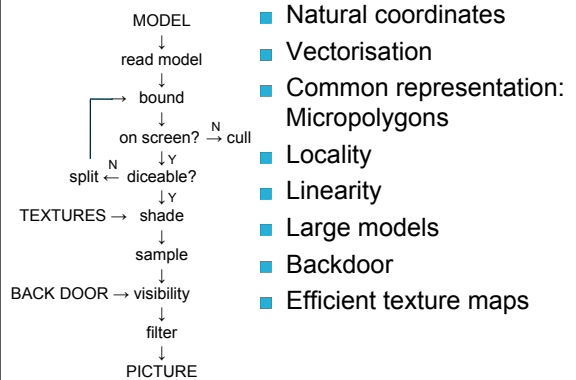 MODEL
↓
read model
↓
bound
↓
on screen? N → cull
↓ Y
split ← N diceable?
↓ Y
TEXTURES → shade
↓
sample
↓
BACK DOOR → visibility
↓
filter
↓
PICTURE
Natural coordinates
Vectorisation
Common representation:
Micropolygons
Locality
Linearity
Large models
Backdoor
Efficient texture maps